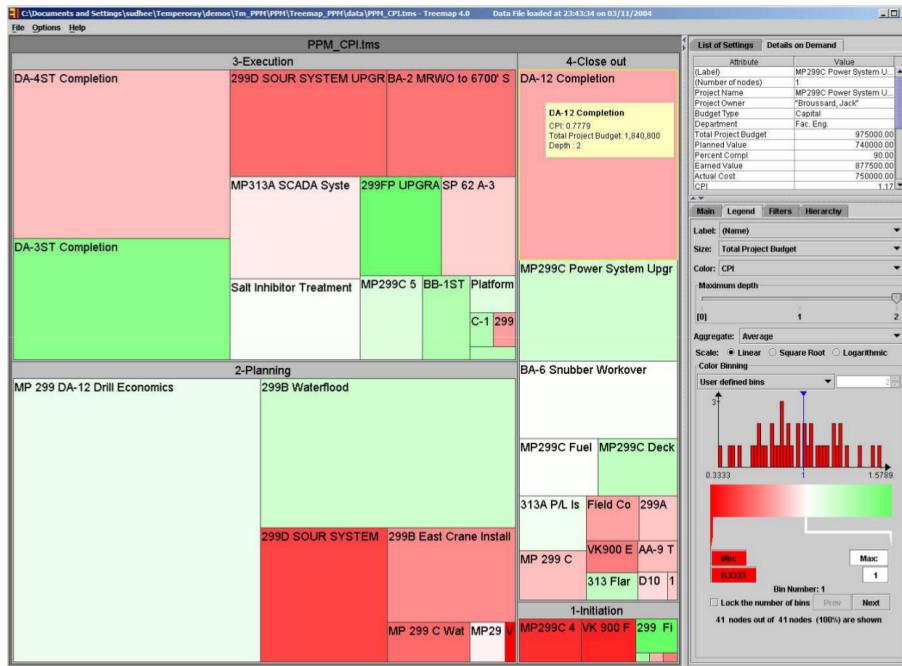 C:\Documents and Settings\sudhee\Temperoray\demos\Tm_PPM\PPM\Treemap_PPM\data\PPM_CPI.tms - Treemap 4.0 Data File loaded at 23:43:34 on 03/11/2004
File Options Help
PPM_CPI.tms
3-Execution
DA-4ST Completion
299D SOUR SYSTEM UPGR
BA-2 MRWO to 6700' S
MP313A SCADA Syste
299FP UPGRA
SP 62 A-3
DA-3ST Completion
Salt Inhibitor Treatment
MP299C 5
BB-1ST
Platform
C-1
299
2-Planning
MP 299 DA-12 Drill Economics
299B Waterflood
299D SOUR SYSTEM
299B East Crane Install
MP 299 C Wat
MP29
V
4-Close out
DA-12 Completion
DA-12 Completion
CPI: 0.7779
Total Project Budget: 1,840,800
Depth : 2
MP299C Power System Upgr
BA-6 Snubber Workover
MP299C Fuel
MP299C Deck
313A P/L Is
Field Co
299A
MP 299 C
VK900 E
AA-9 T
313 Flar
D10
1
1-Initiation
MP299C 4
VK 900 F
299 Fi
List of Settings Details on Demand
Attribute Value
(Label) MP299C Power System U...
(Number of nodes) 1
Project Name MP299C Power System U...
Project Owner "Broussard, Jack"
Budget Type Capital
Department Fac. Eng.
Total Project Budget 975000.00
Planned Value 740000.00
Percent Compl 90.00
Earned Value 877500.00
Actual Cost 750000.00
CPI 1.17
Main Legend Filters Hierarchy
Label: (Name)
Size: Total Project Budget
Color: CPI
Maximum depth
[0] 1 2
Aggregate: Average
Scale: Linear Square Root Logarithmic
Color Binning
User defined bins 2
3
0.3333 1 1.5789
Min: Max:
0.3333 1
Bin Number: 1
Lock the number of bins Prev Next
41 nodes out of 41 nodes (100%) are shown